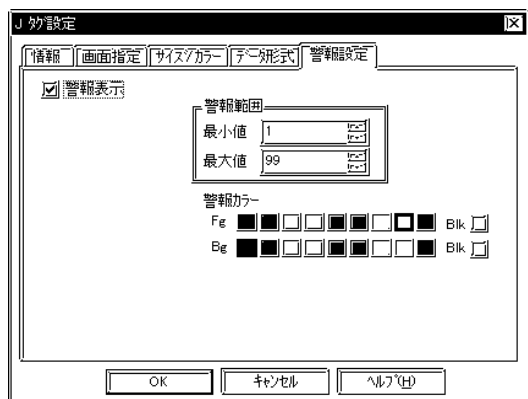 J ﾀｸﾞ設定
情報 画面指定 ｻｲｽﾞ/ｶﾗｰ ﾃﾞｰﾀ形式 警報設定
警報表示
警報範囲
最小値 1
最大値 99
警報ｶﾗｰ
Fg Blk
Bg Blk
OK ｷｬﾝｾﾙ ﾍﾙﾌﾟ(H)